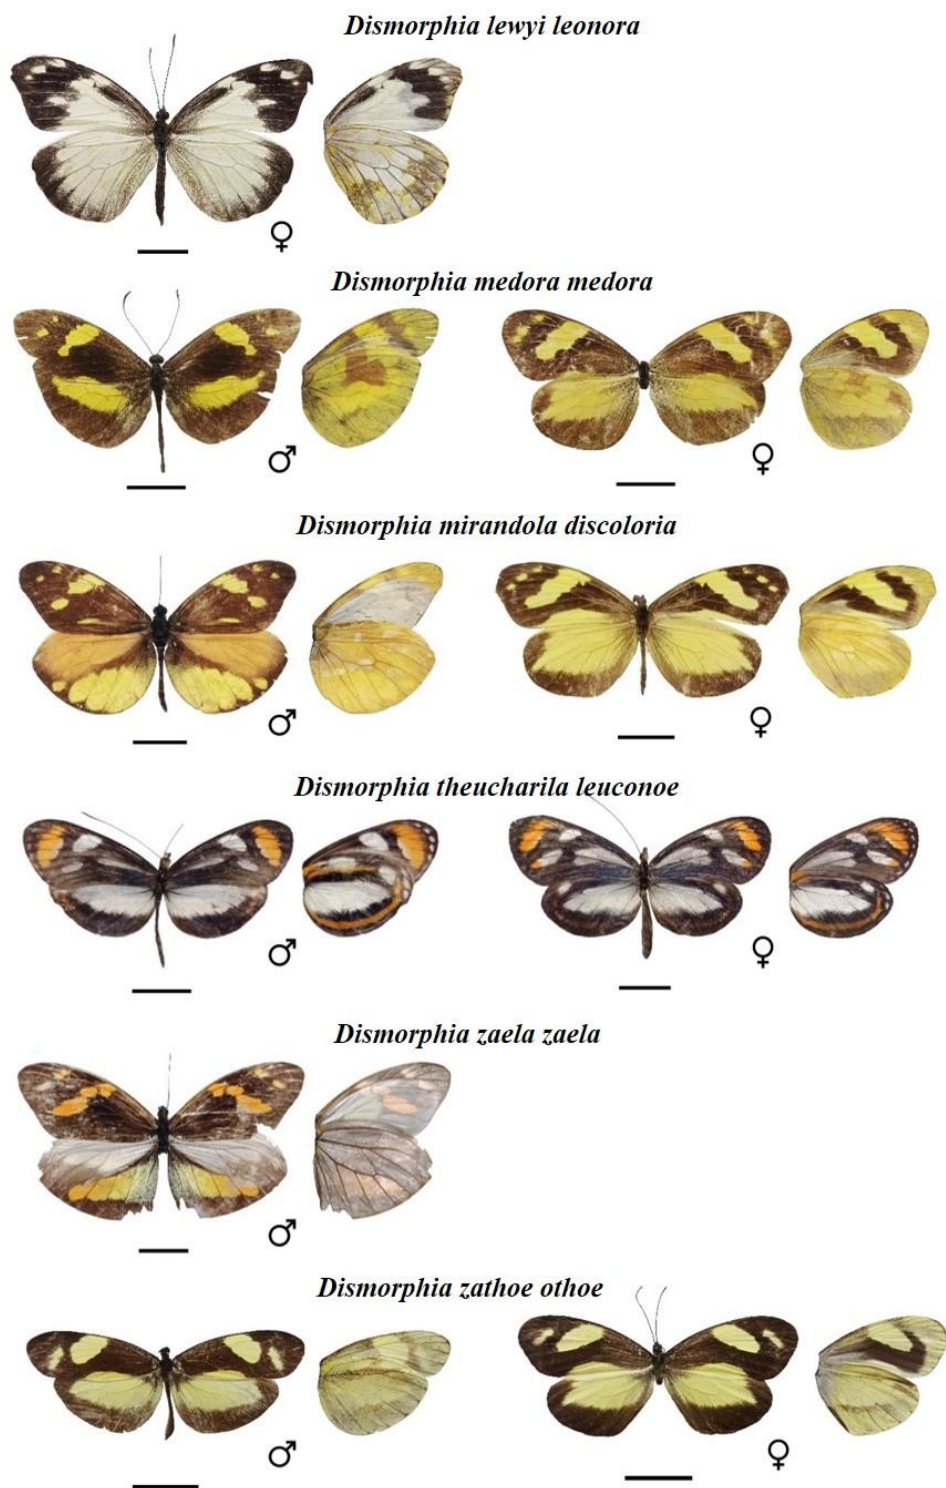 Dismorphia lewyi leonora
♀
Dismorphia medora medora
♂ ♀
Dismorphia mirandola discoloria
♂ ♀
Dismorphia theucharila leuconoe
♂ ♀
Dismorphia zaela zaela
♂
Dismorphia zathoe othoe
♂ ♀